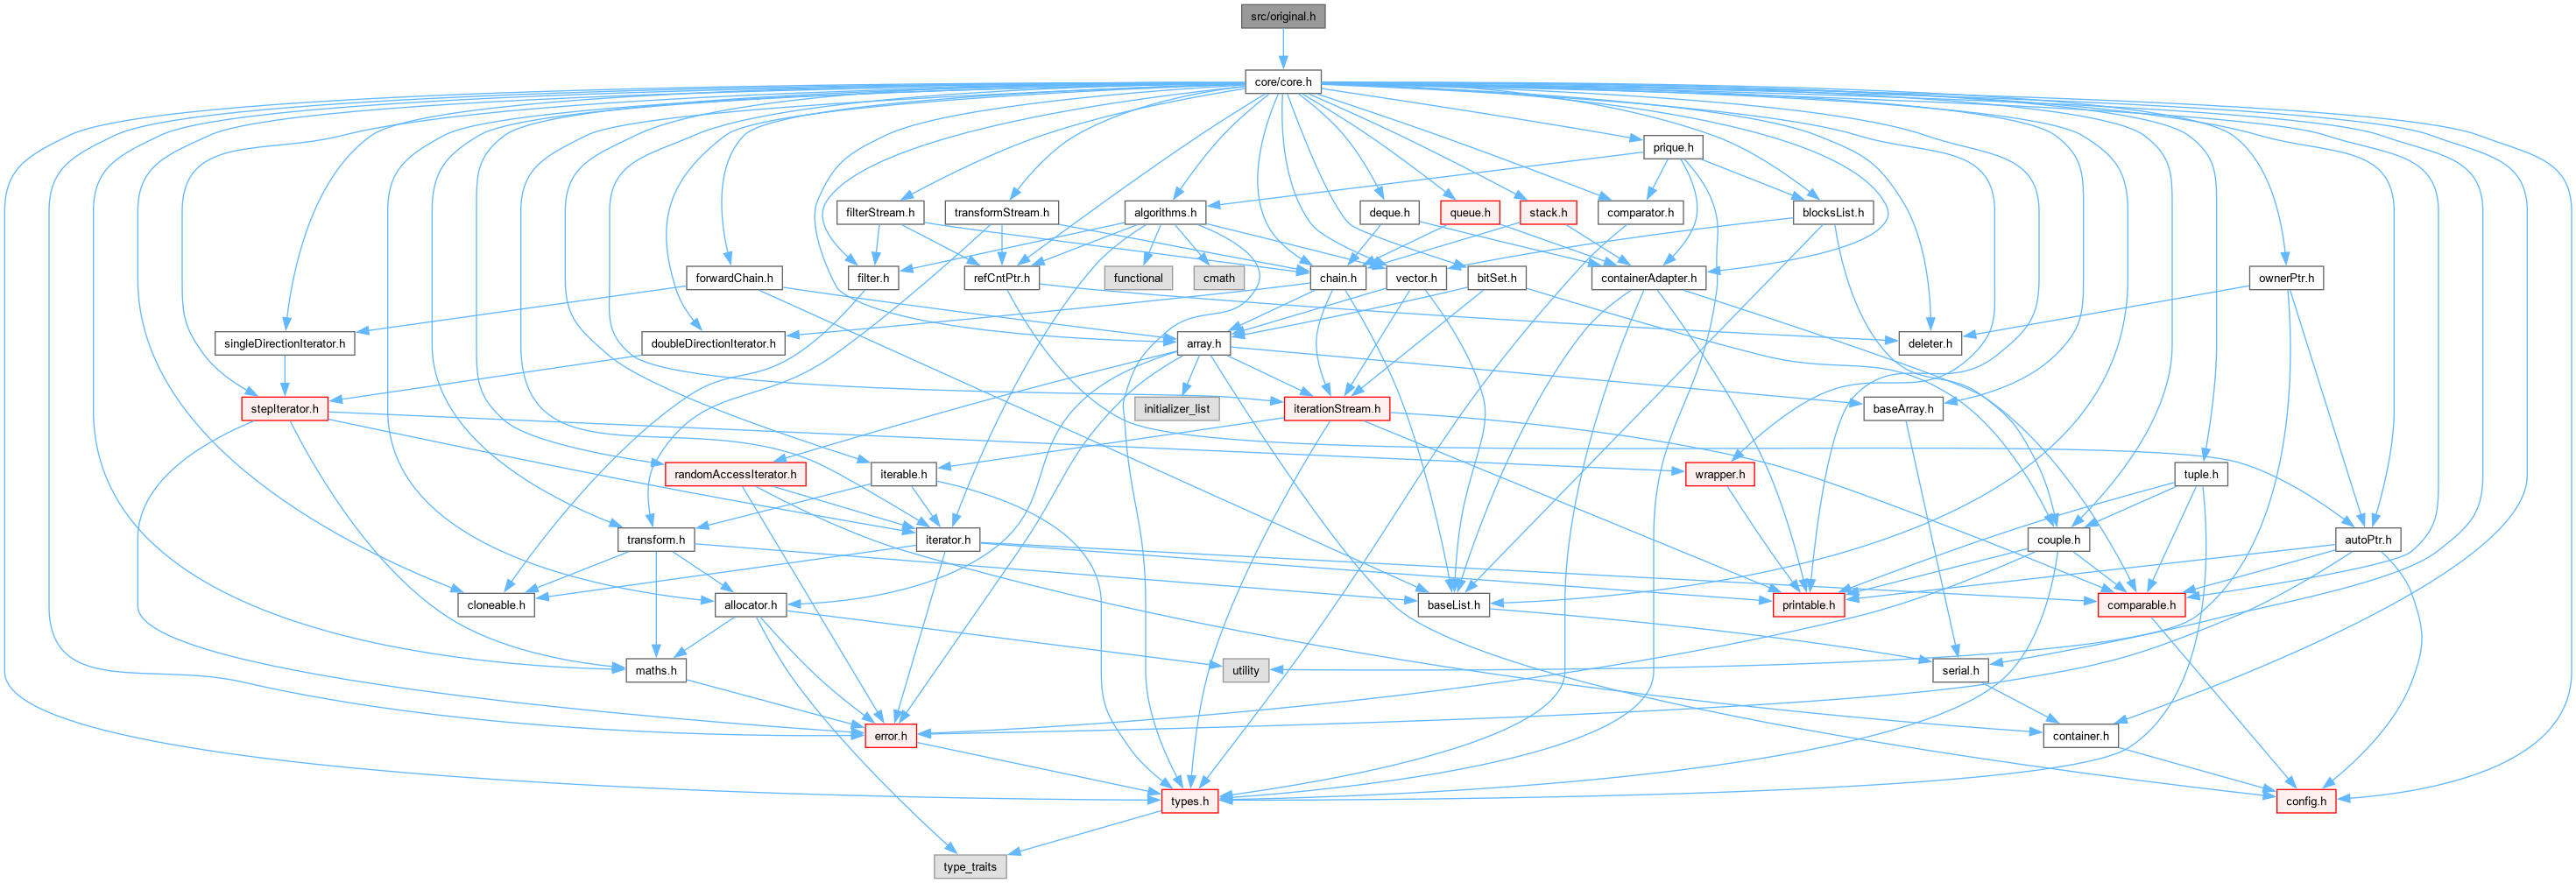 src/original.h
core/core.h
prique.h
filterStream.h
transformStream.h
algorithms.h
deque.h
queue.h
stack.h
comparator.h
blocksList.h
forwardChain.h
filter.h
refCntPtr.h
functional
cmath
chain.h
vector.h
bitSet.h
containerAdapter.h
ownerPtr.h
singleDirectionIterator.h
doubleDirectionIterator.h
array.h
deleter.h
stepIterator.h
initializer_list
iterationStream.h
baseArray.h
randomAccessIterator.h
iterable.h
wrapper.h
tuple.h
transform.h
iterator.h
couple.h
autoPtr.h
cloneable.h
allocator.h
baseList.h
printable.h
comparable.h
maths.h
utility
serial.h
error.h
container.h
types.h
config.h
type_traits